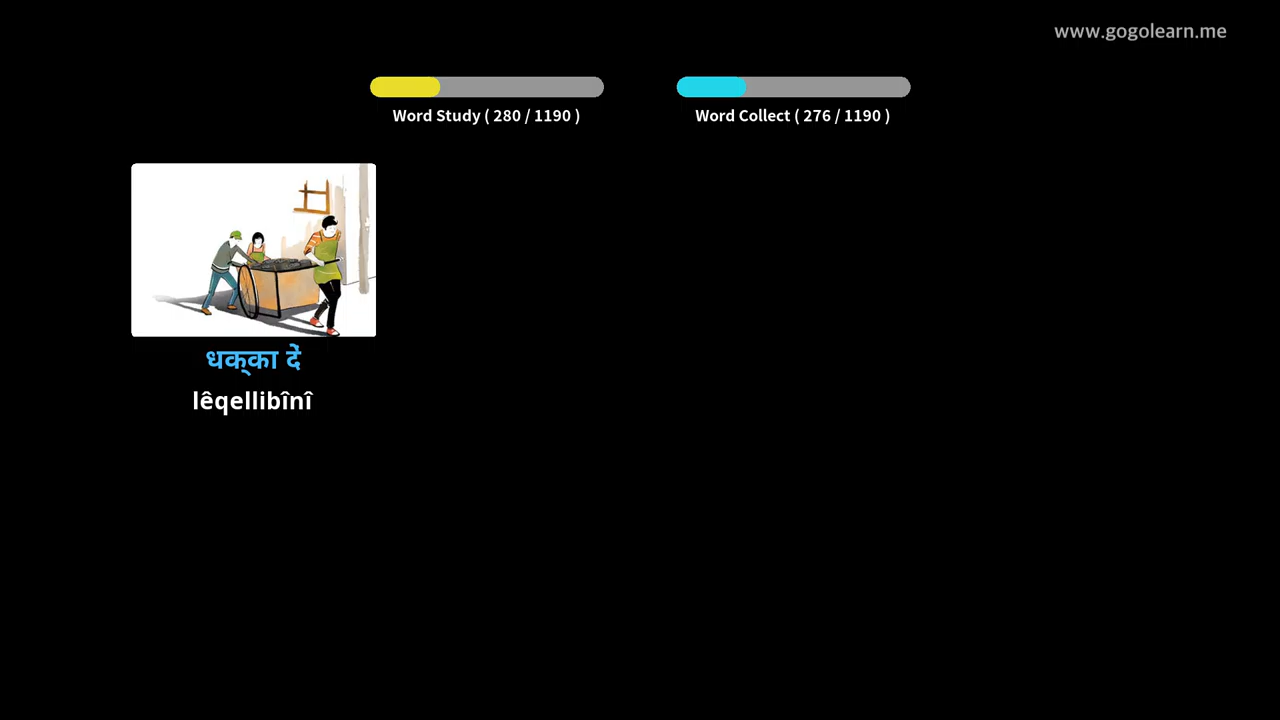 www.gogolearn.me
Word Study ( 280 / 1190 )
Word Collect ( 276 / 1190 )
धक्का दें
lêqellibînî